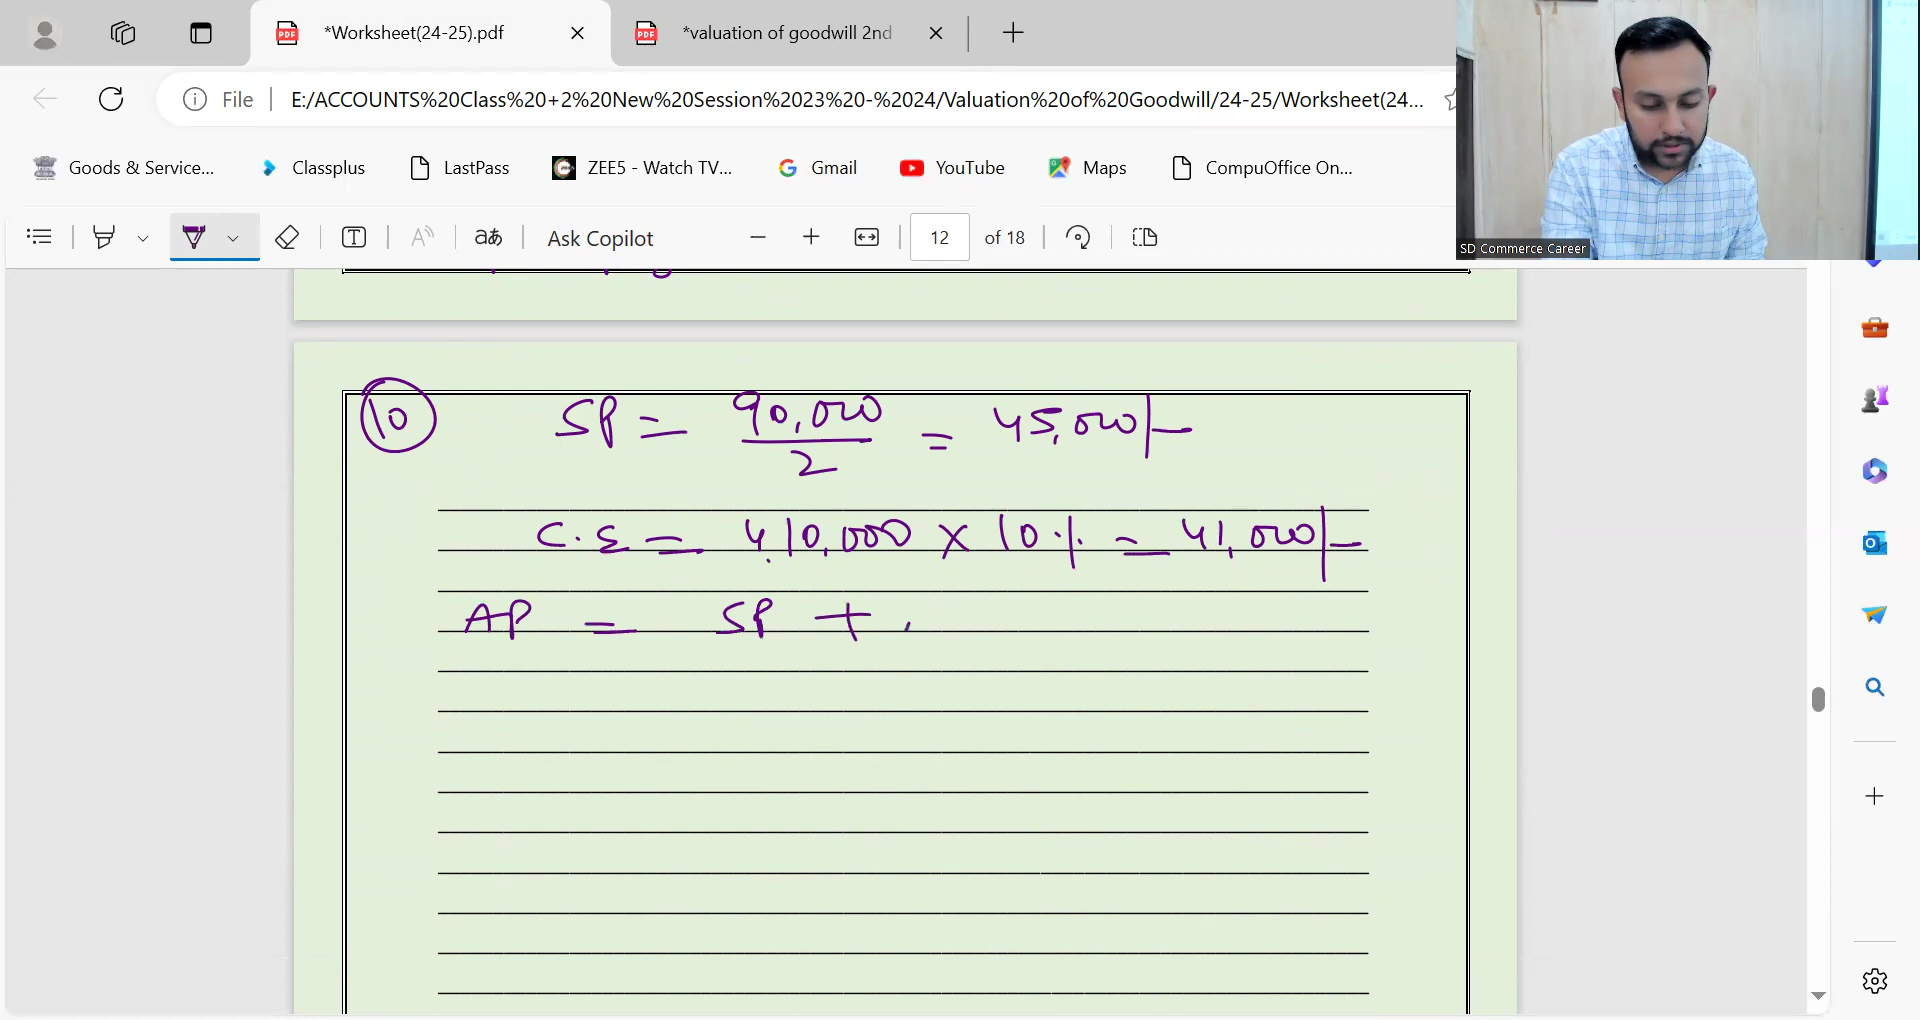 *Worksheet(24-25).pdf
*valuation of goodwill 2nd
File
E:/ACCOUNTS%20Class%20+2%20New%20Session%202023%20-%2024/Valuation%20of%20Goodwill/24-25/Worksheet(24...
Goods & Service... Classplus LastPass ZEE5 - Watch TV... Gmail YouTube Maps CompuOffice On...
aあ Ask Copilot 12 of 18
SD Commerce Career
10 SP = 90,000 / 2 = 45,000/-
C.E = 4,10,000 × 10% = 41,000/-
AP = SP +